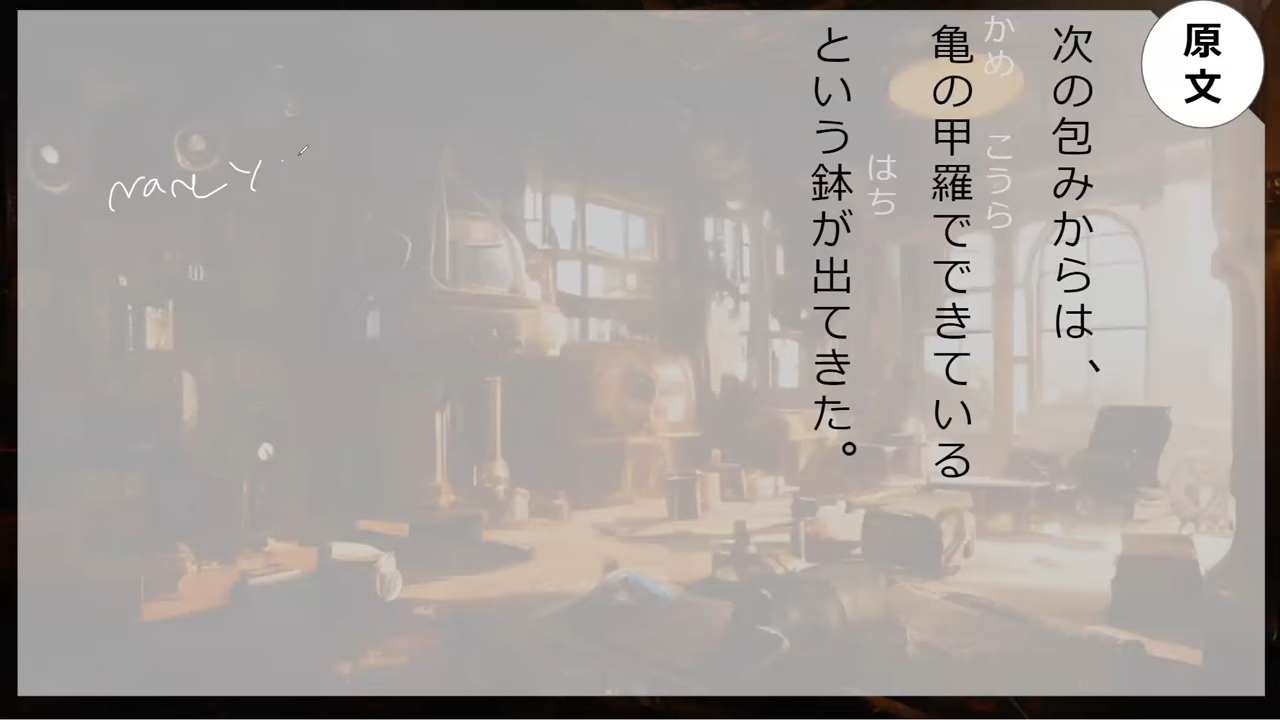 原文
次の包みからは、
かめ こうら
亀の甲羅でできている
はち
という鉢が出てきた。